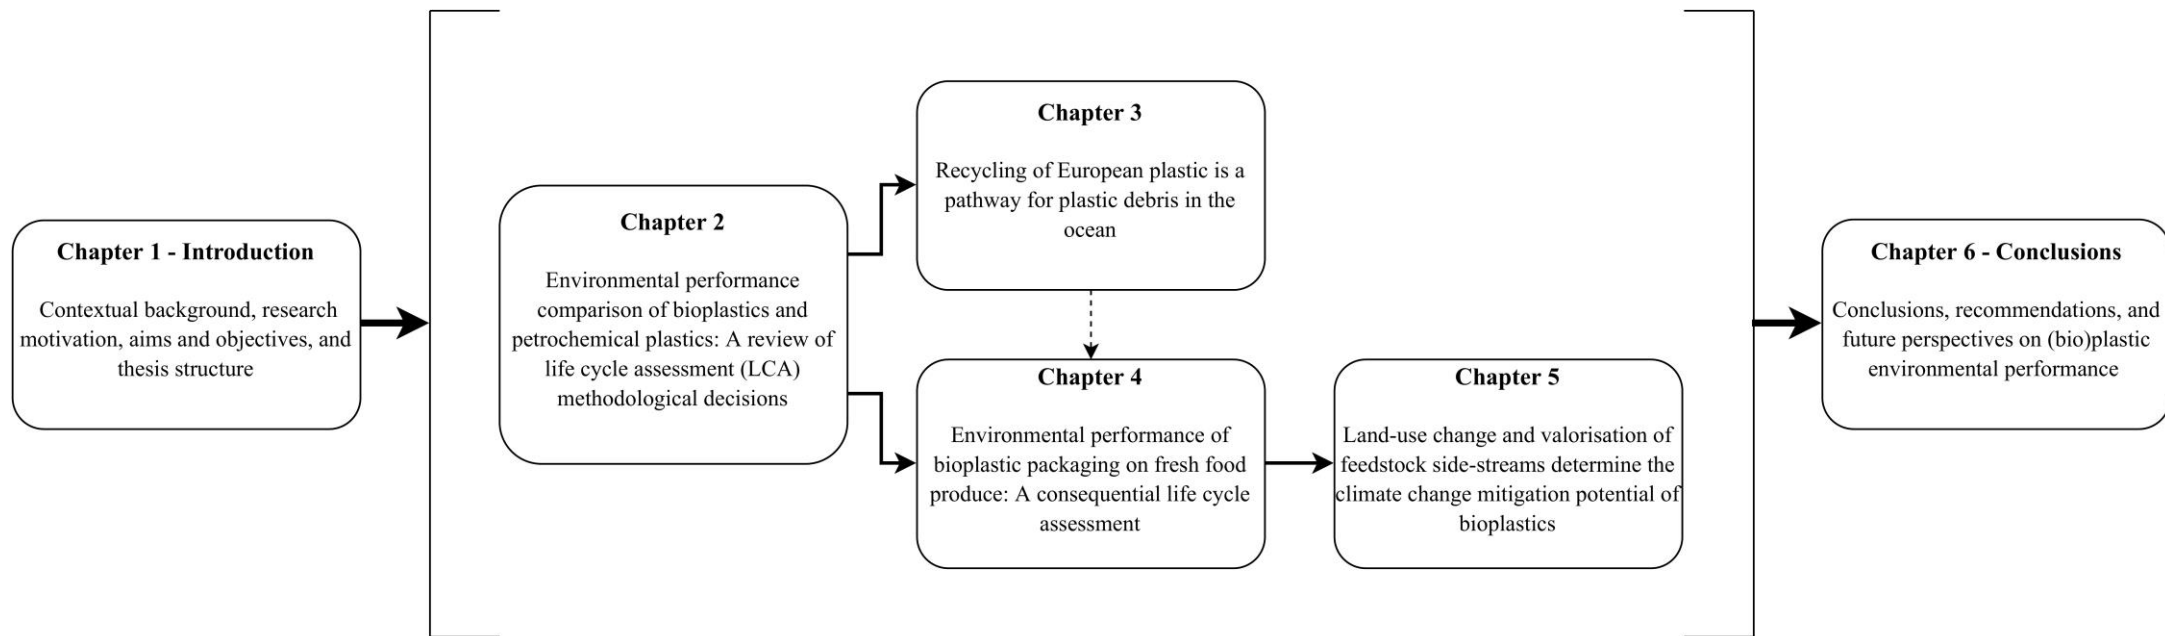 Chapter 1 - Introduction
Contextual background, research
motivation, aims and objectives, and
thesis structure
Chapter 2
Environmental performance
comparison of bioplastics and
petrochemical plastics: A review of
life cycle assessment (LCA)
methodological decisions
Chapter 3
Recycling of European plastic is a
pathway for plastic debris in the
ocean
Chapter 4
Environmental performance of
bioplastic packaging on fresh food
produce: A consequential life cycle
assessment
Chapter 5
Land-use change and valorisation of
feedstock side-streams determine the
climate change mitigation potential of
bioplastics
Chapter 6 - Conclusions
Conclusions, recommendations, and
future perspectives on (bio)plastic
environmental performance